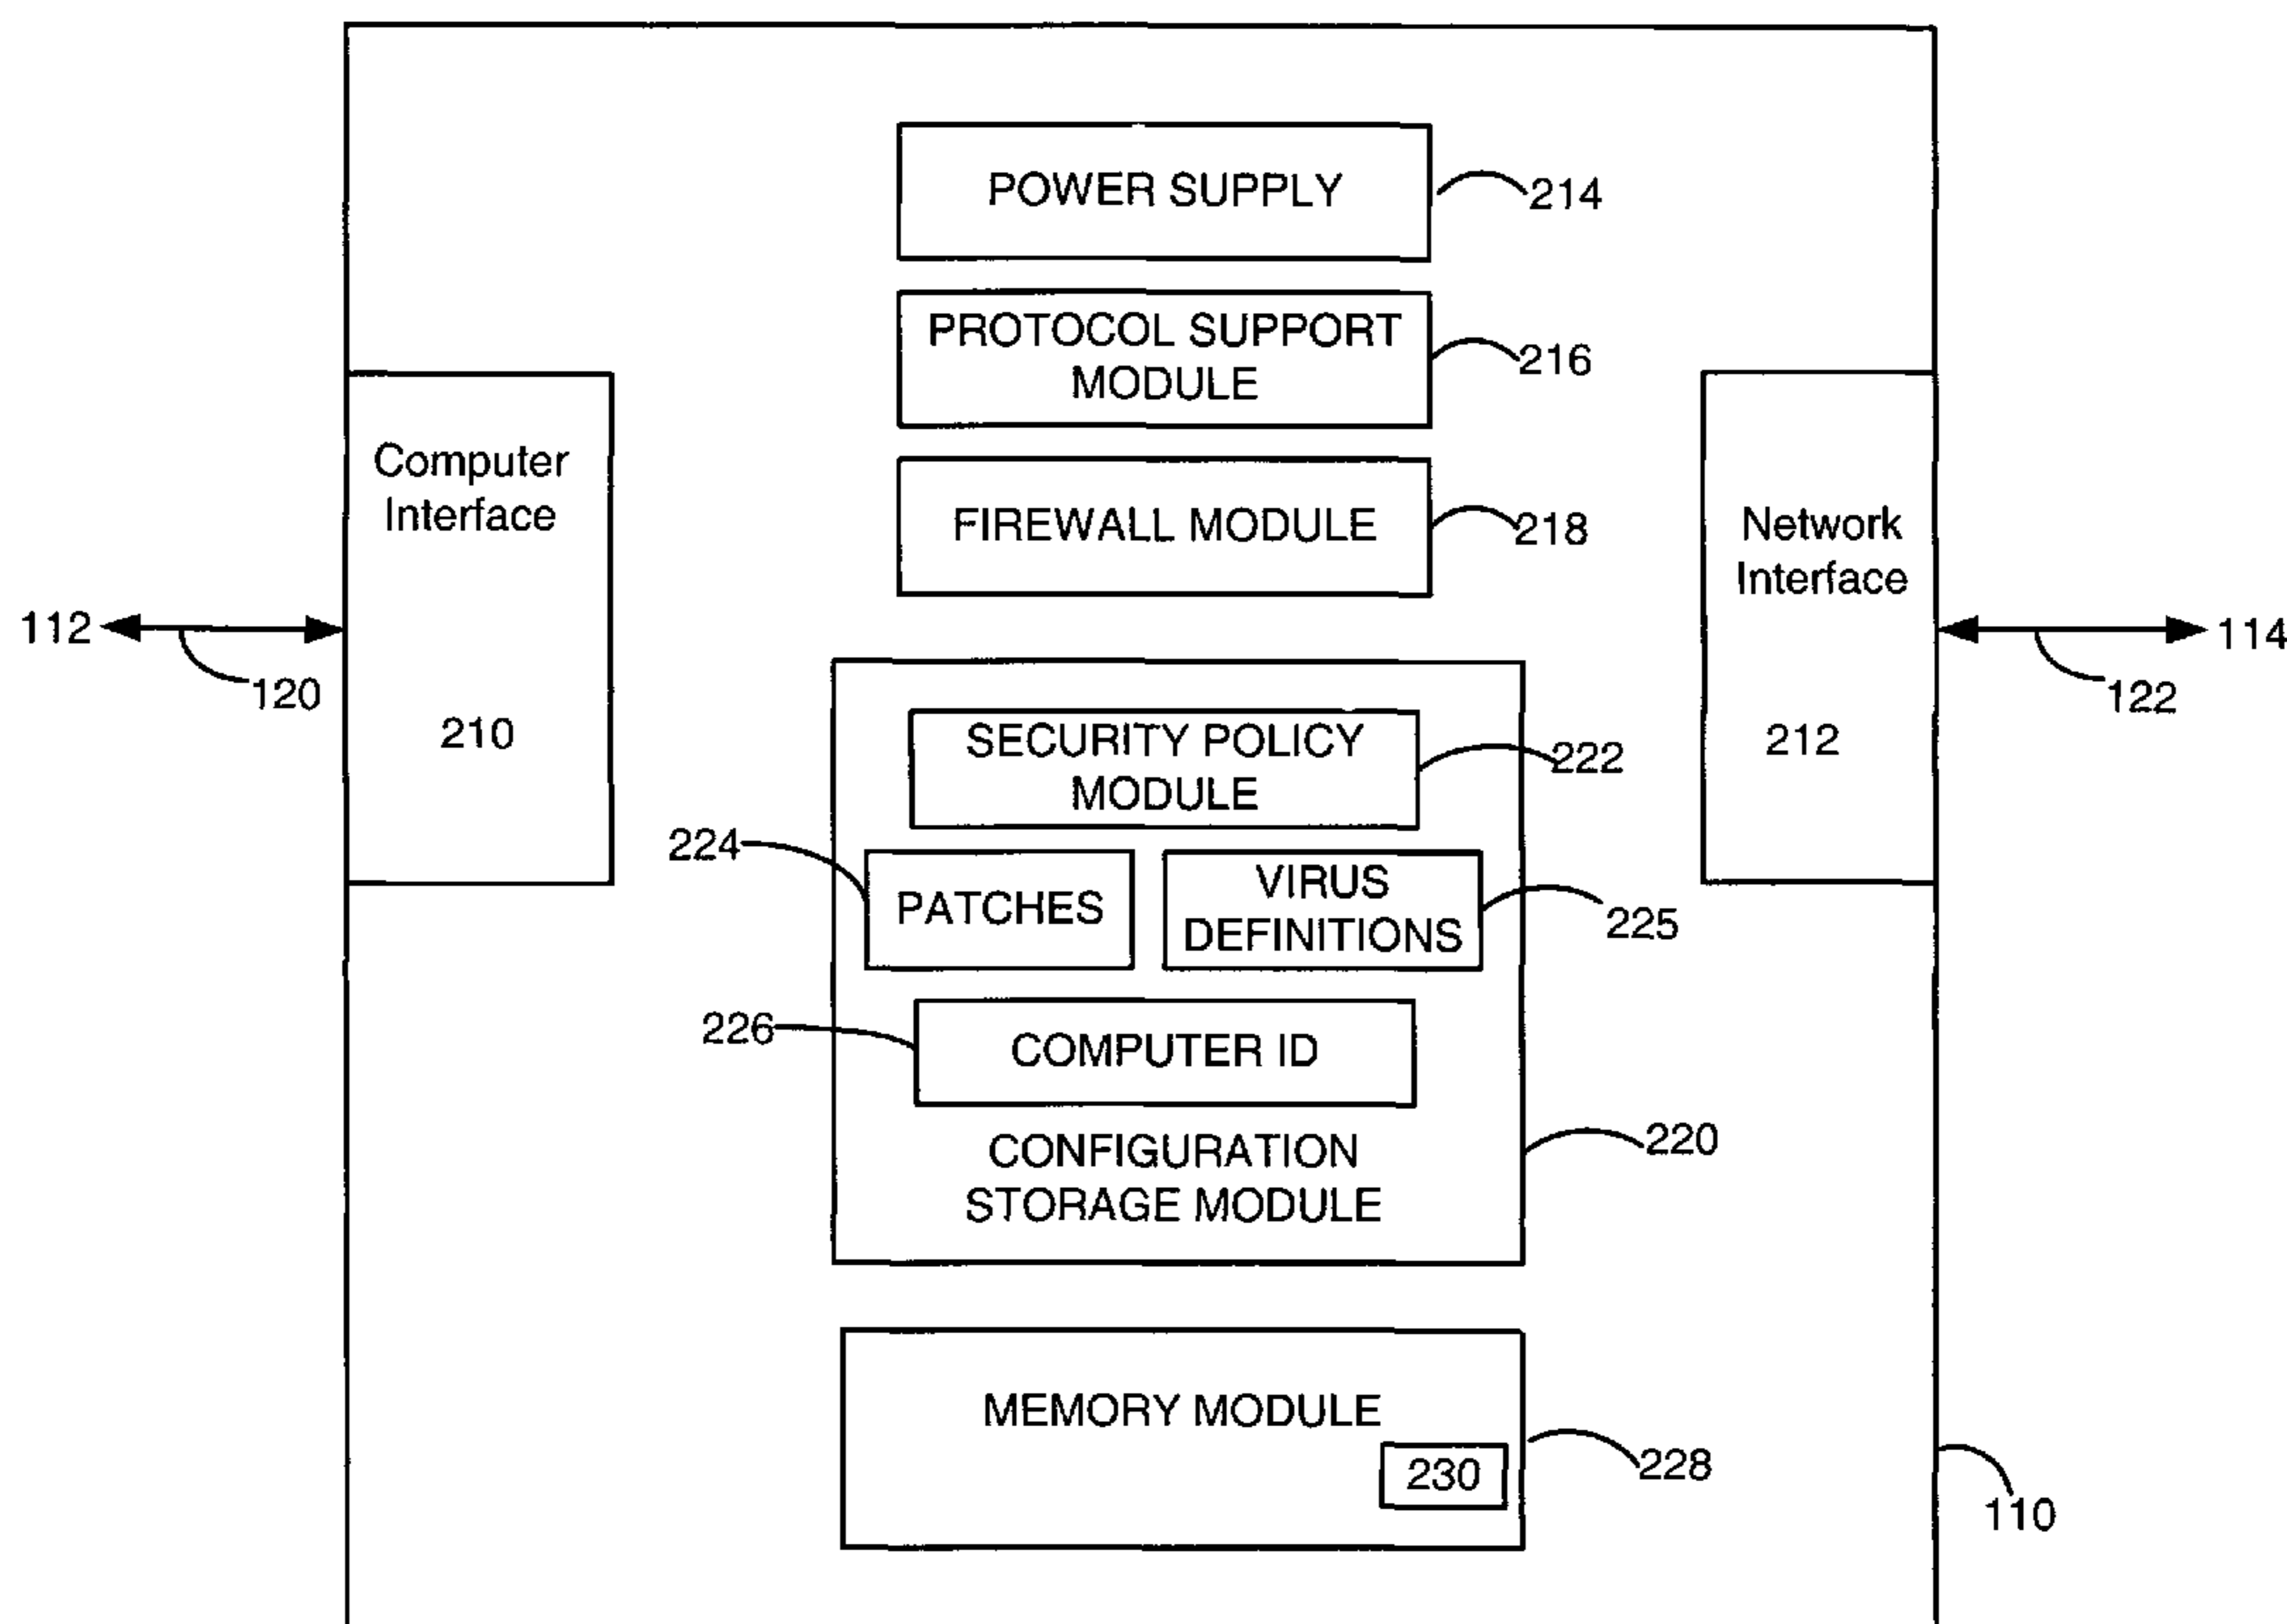 POWER SUPPLY
214
PROTOCOL SUPPORT
MODULE
216
Computer
Interface
210
FIREWALL MODULE
218
Network
Interface
212
112
120
114
122
SECURITY POLICY
MODULE
222
224
PATCHES
VIRUS
DEFINITIONS
225
226
COMPUTER ID
CONFIGURATION
STORAGE MODULE
220
MEMORY MODULE
230
228
110